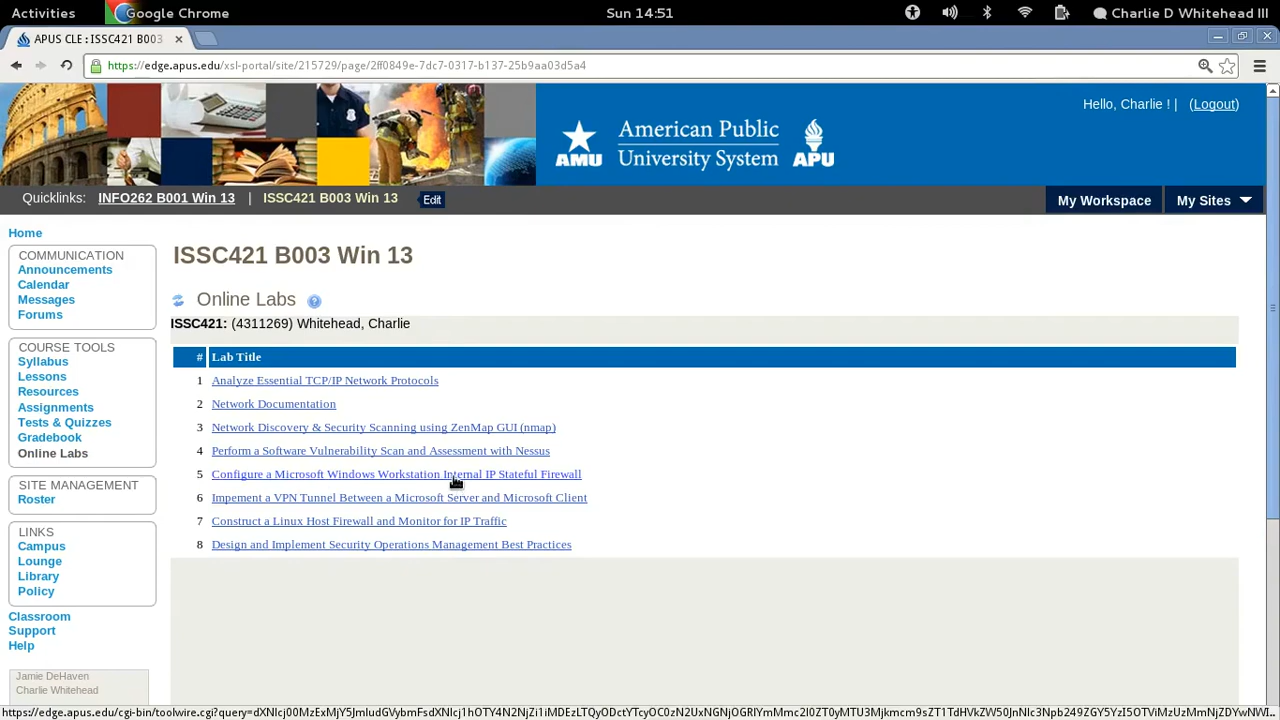 Activities Google Chrome Sun 14:51 Charlie D Whitehead III
APUS CLE : ISSC421 B003
https://edge.apus.edu/xsl-portal/site/215729/page/2ff0849e-7dc7-0317-b137-25b9aa03d5a4
Hello, Charlie ! | (Logout)
AMU American Public University System APU
Quicklinks: INFO262 B001 Win 13 | ISSC421 B003 Win 13 Edit My Workspace My Sites
Home
COMMUNICATION
Announcements
Calendar
Messages
Forums
COURSE TOOLS
Syllabus
Lessons
Resources
Assignments
Tests & Quizzes
Gradebook
Online Labs
SITE MANAGEMENT
Roster
LINKS
Campus
Lounge
Library
Policy
Classroom
Support
Help
Jamie DeHaven
Charlie Whitehead
ISSC421 B003 Win 13
Online Labs ?
ISSC421: (4311269) Whitehead, Charlie
# Lab Title
1 Analyze Essential TCP/IP Network Protocols
2 Network Documentation
3 Network Discovery & Security Scanning using ZenMap GUI (nmap)
4 Perform a Software Vulnerability Scan and Assessment with Nessus
5 Configure a Microsoft Windows Workstation Internal IP Stateful Firewall
6 Impement a VPN Tunnel Between a Microsoft Server and Microsoft Client
7 Construct a Linux Host Firewall and Monitor for IP Traffic
8 Design and Implement Security Operations Management Best Practices